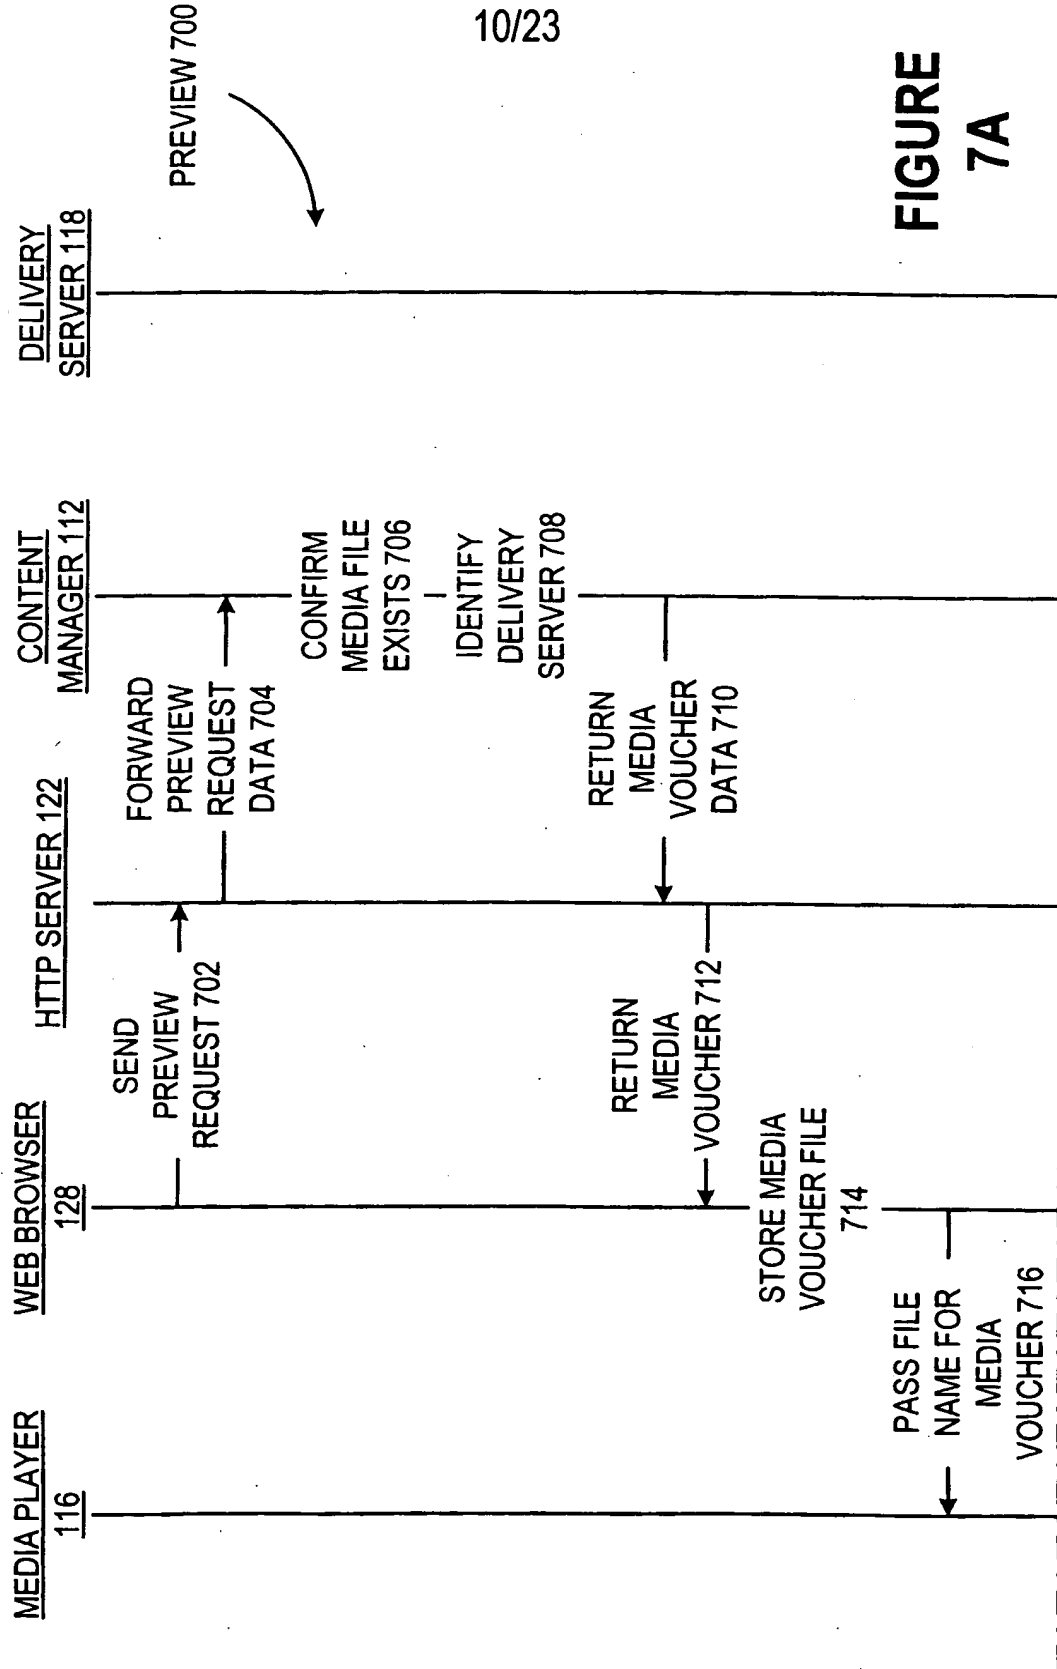 10/23
MEDIA PLAYER
116
WEB BROWSER
128
HTTP SERVER 122
CONTENT
MANAGER 112
DELIVERY
SERVER 118
PREVIEW 700
SEND
PREVIEW
REQUEST 702
FORWARD
PREVIEW
REQUEST
DATA 704
CONFIRM
MEDIA FILE
EXISTS 706
IDENTIFY
DELIVERY
SERVER 708
RETURN
MEDIA
VOUCHER
DATA 710
RETURN
MEDIA
VOUCHER 712
STORE MEDIA
VOUCHER FILE
714
PASS FILE
NAME FOR
MEDIA
VOUCHER 716
FIGURE
7A